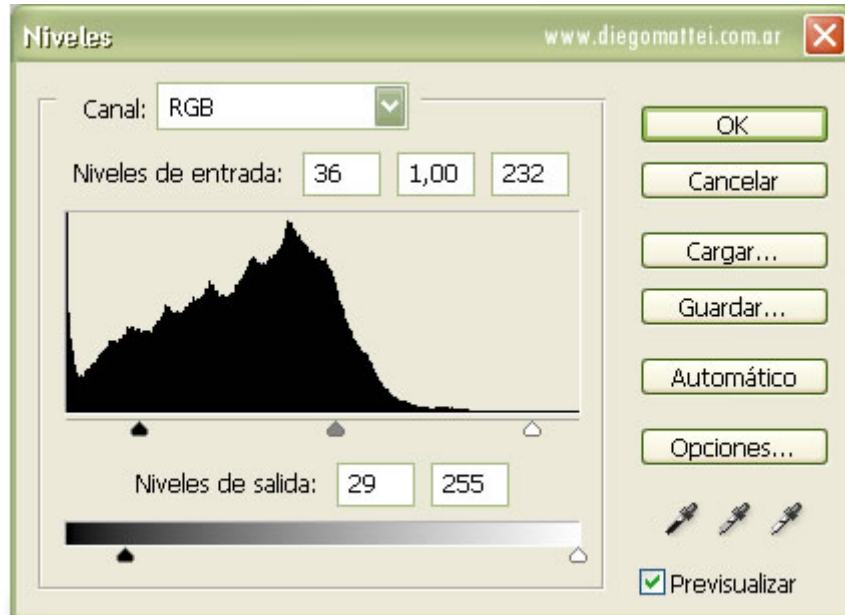 Niveles
www.diegomattei.com.ar
Canal: RGB
Niveles de entrada: 36 1,00 232
Niveles de salida: 29 255
OK
Cancelar
Cargar...
Guardar...
Automático
Opciones...
Previsualizar